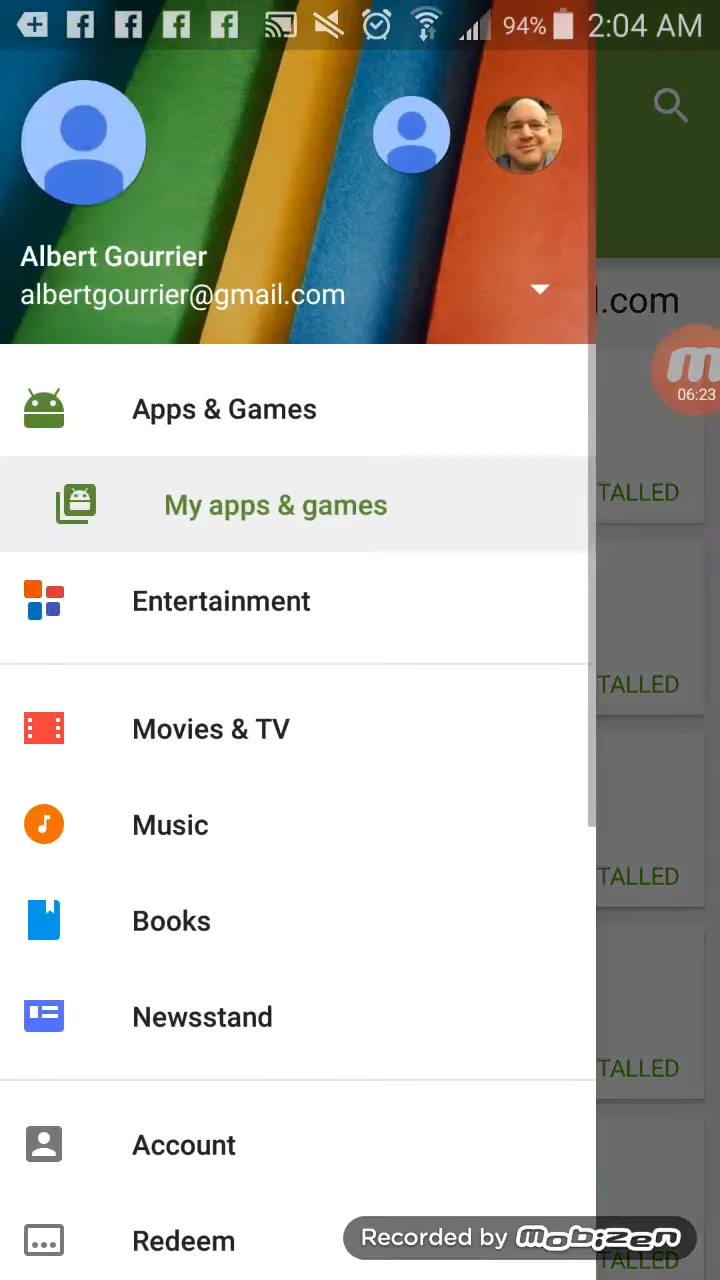 94% 2:04 AM
Albert Gourrier
albertgourrier@gmail.com
.com
06:23
Apps & Games
TALLED
My apps & games
Entertainment
TALLED
Movies & TV
Music
TALLED
Books
Newsstand
TALLED
Account
Redeem
Recorded by mobizen
TALLED